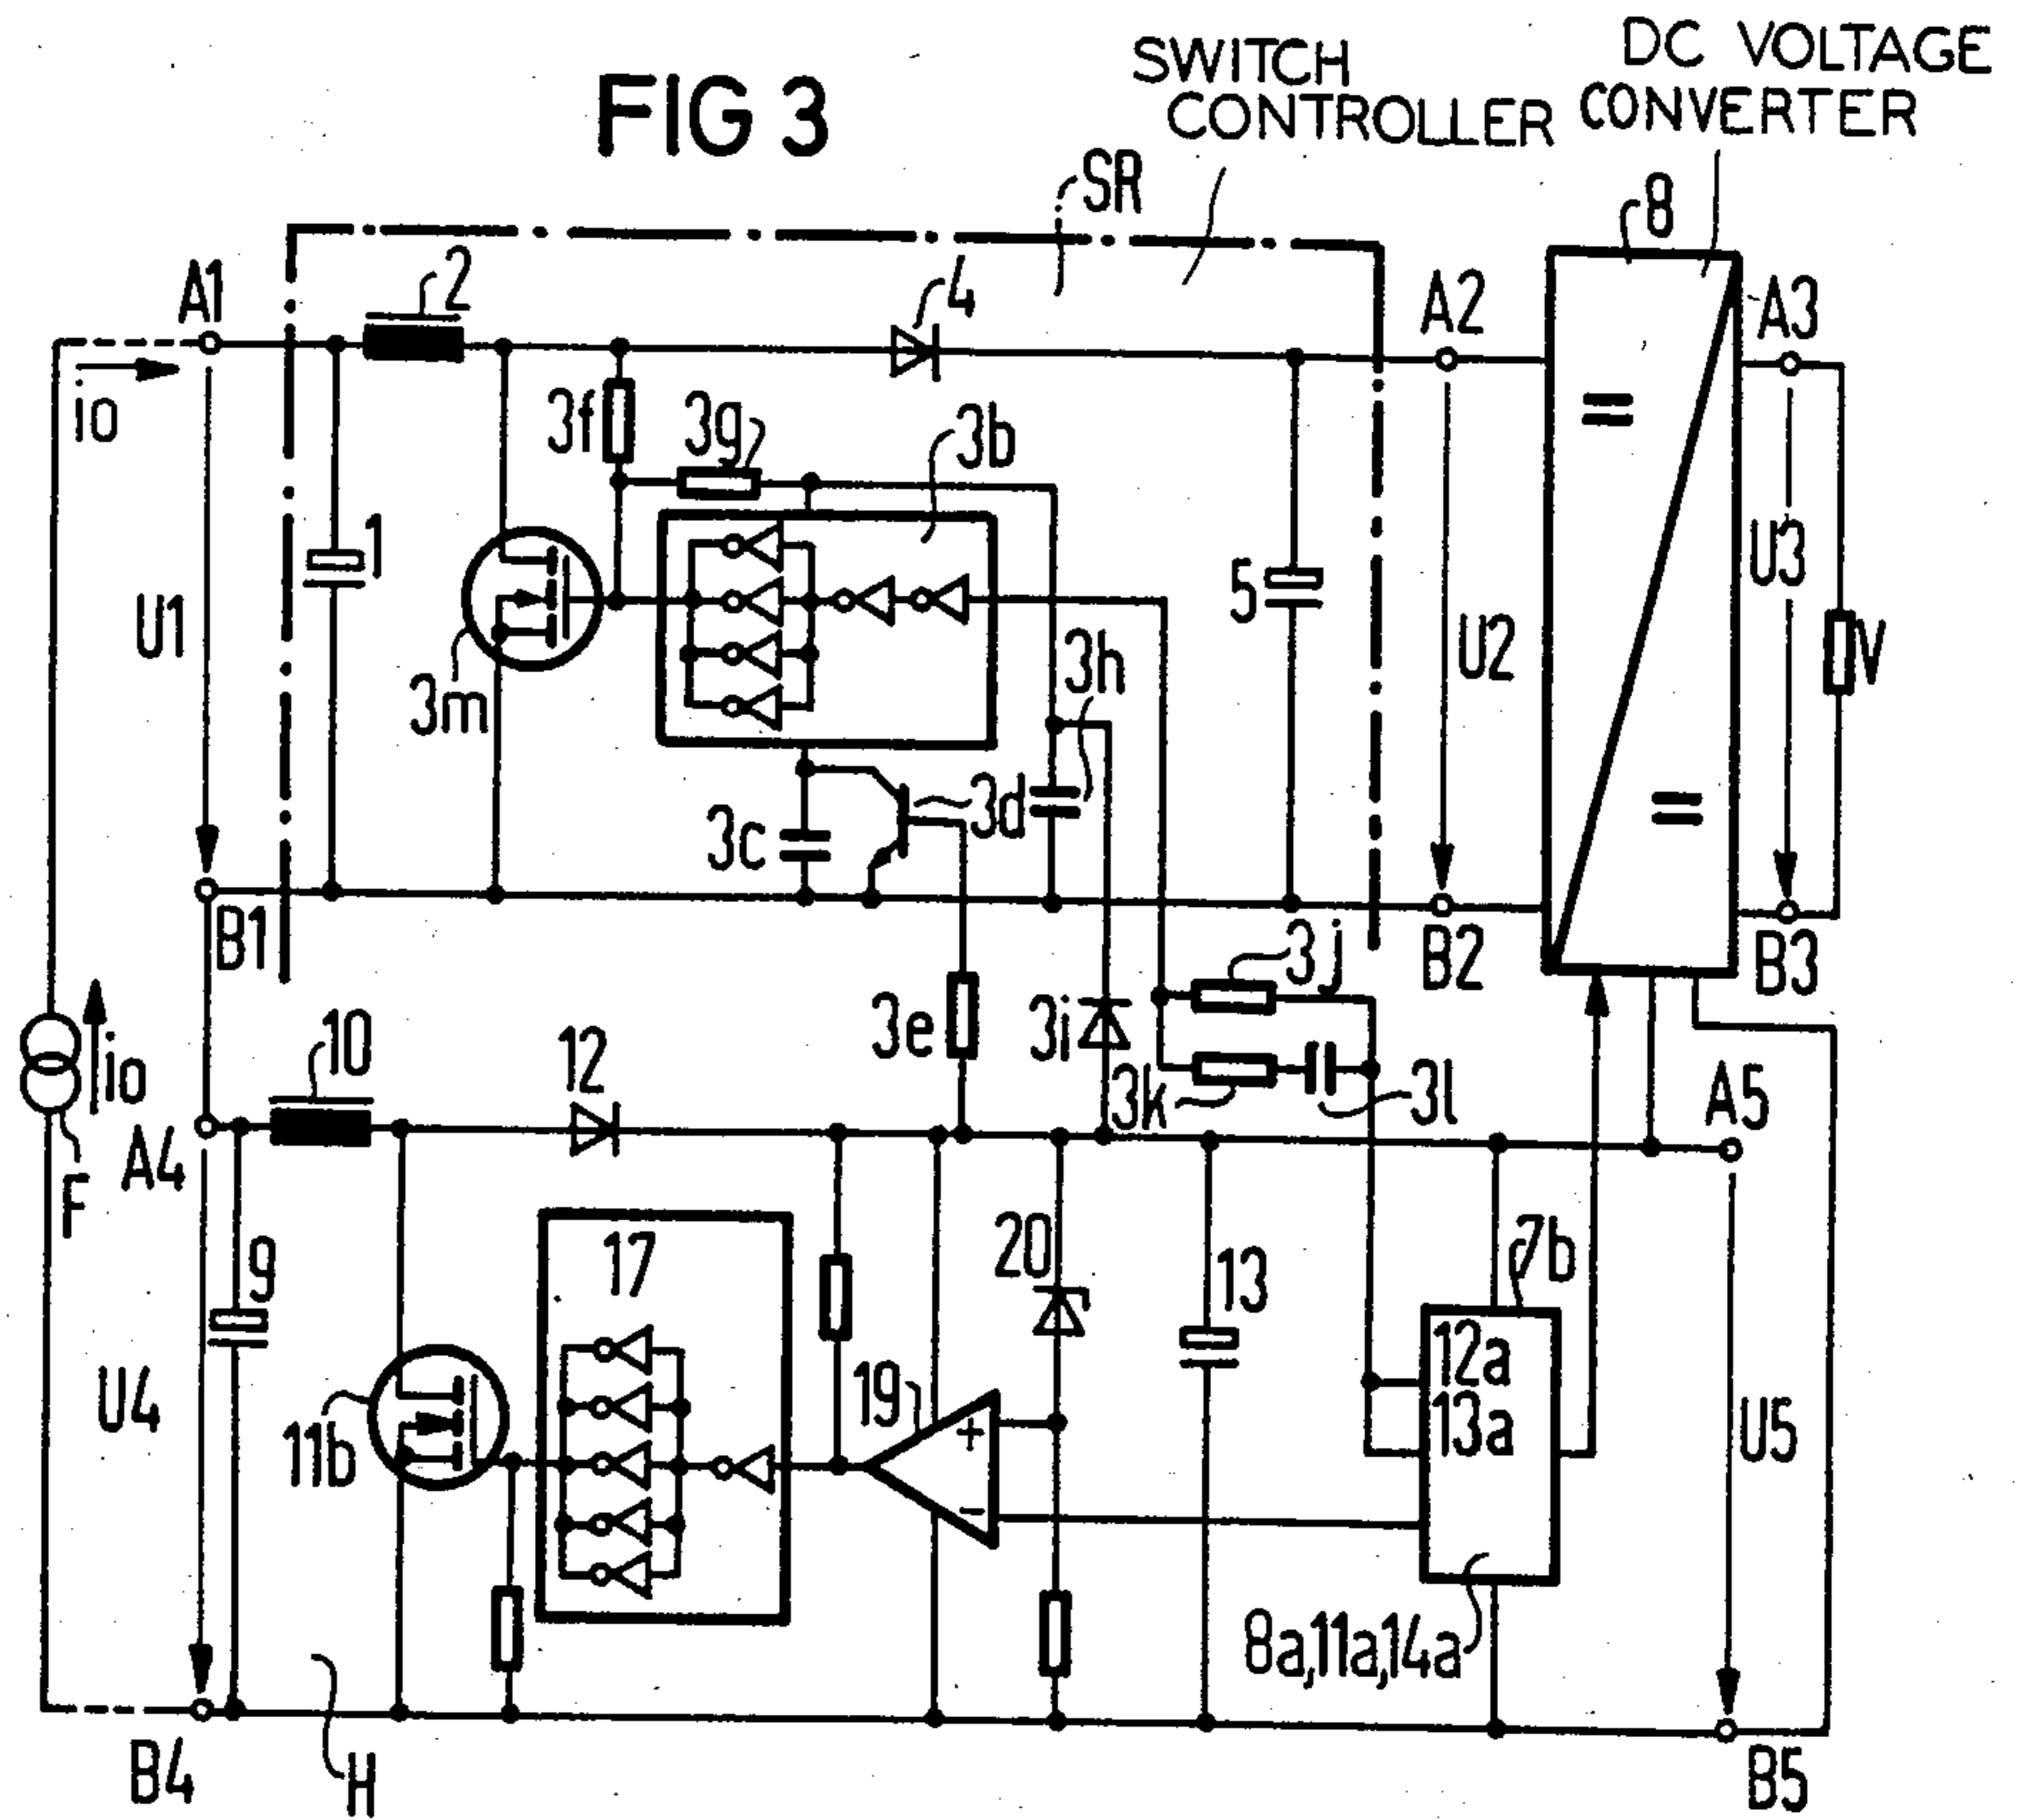 FIG 3
SWITCH
CONTROLLER
DC VOLTAGE
CONVERTER
SR
8
A1
2
4
A2
A3
io
3f
3g
3b
1
U1
5
U2
U3
V
3m
3h
3c
3d
B1
B2
B3
3j
3e
3i
3k
3l
io
10
12
A4
A5
F
9
17
20
13
7b
12a
13a
U4
11b
19
+
-
U5
8a,11a,14a
B4
H
B5
=
=